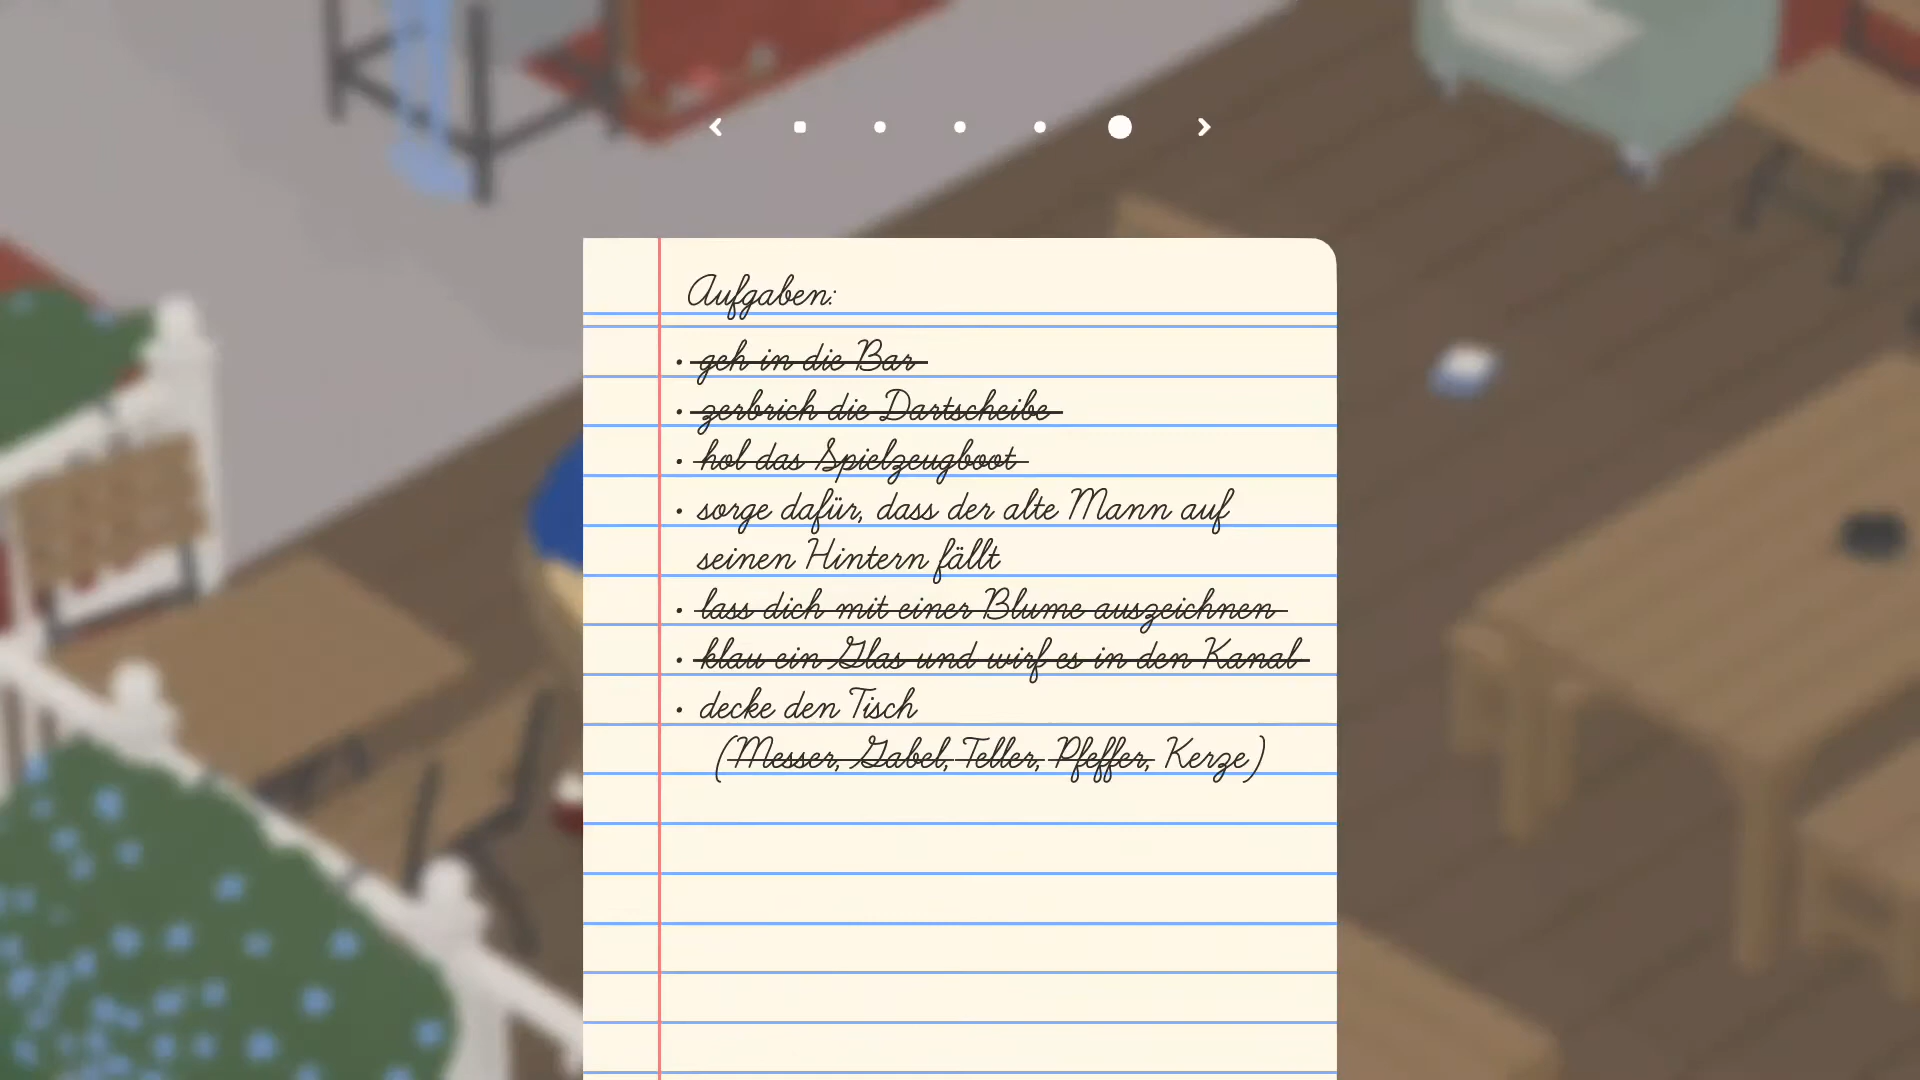 Aufgaben:
• geh in die Bar
• zerbrich die Dartscheibe
• hol das Spielzeugboot
• sorge dafür, dass der alte Mann auf
seinen Hintern fällt
• lass dich mit einer Blume auszeichnen
• klau ein Glas und wirf es in den Kanal
• decke den Tisch
(Messer, Gabel, Teller, Pfeffer, Kerze)